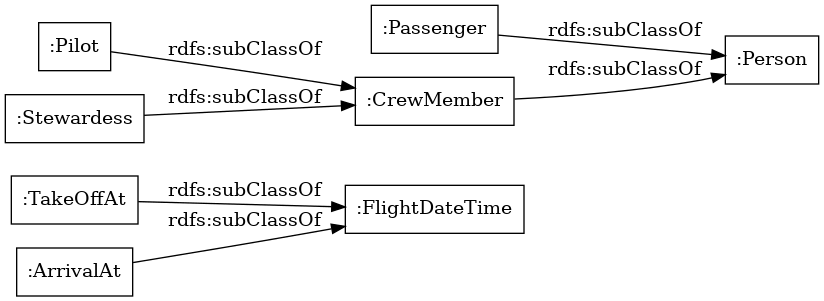 :Passenger
:Pilot
rdfs:subClassOf
rdfs:subClassOf
:Person
rdfs:subClassOf
rdfs:subClassOf
:CrewMember
:Stewardess
:TakeOffAt
rdfs:subClassOf
:FlightDateTime
rdfs:subClassOf
:ArrivalAt